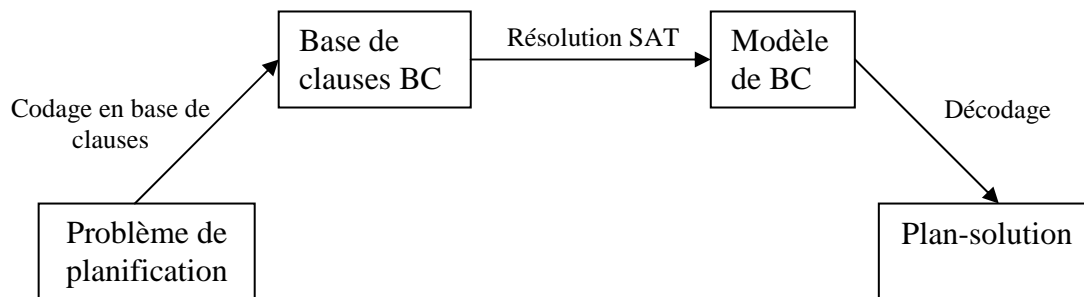 Base de
clauses BC
Résolution SAT
Modèle
de BC
Codage en base de
clauses
Décodage
Problème de
planification
Plan-solution